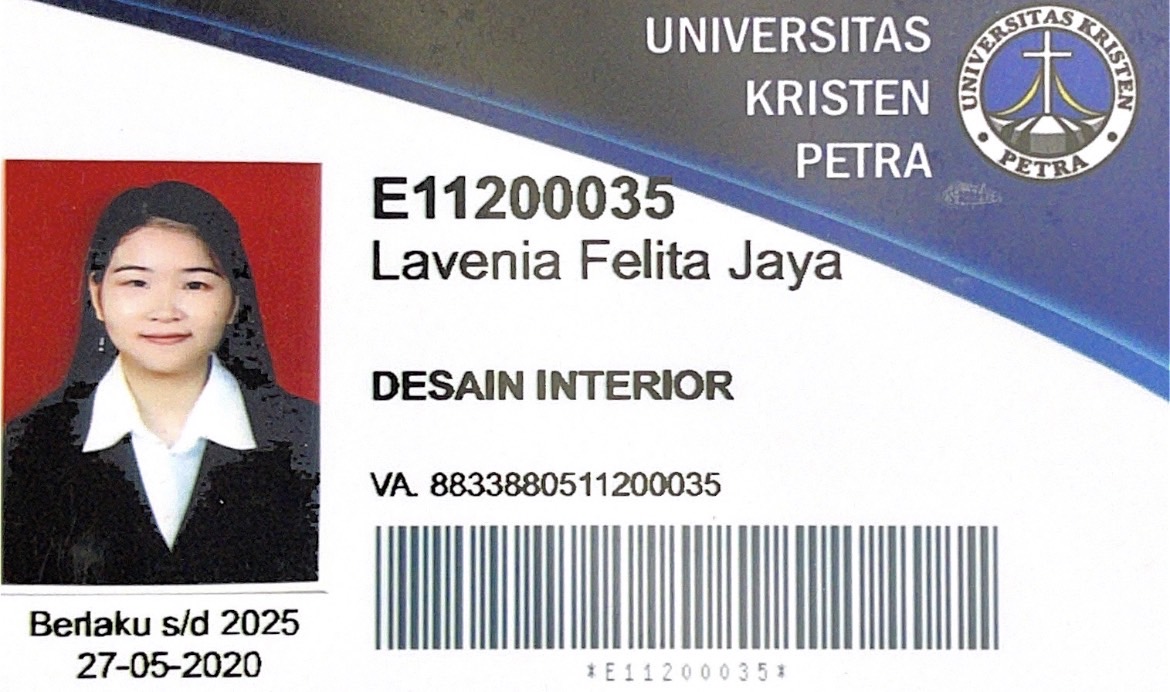 UNIVERSITAS
KRISTEN
PETRA
UNIVERSITAS KRISTEN
PETRA
E11200035
Lavenia Felita Jaya
DESAIN INTERIOR
VA. 8833880511200035
*E11200035*
Berlaku s/d 2025
27-05-2020